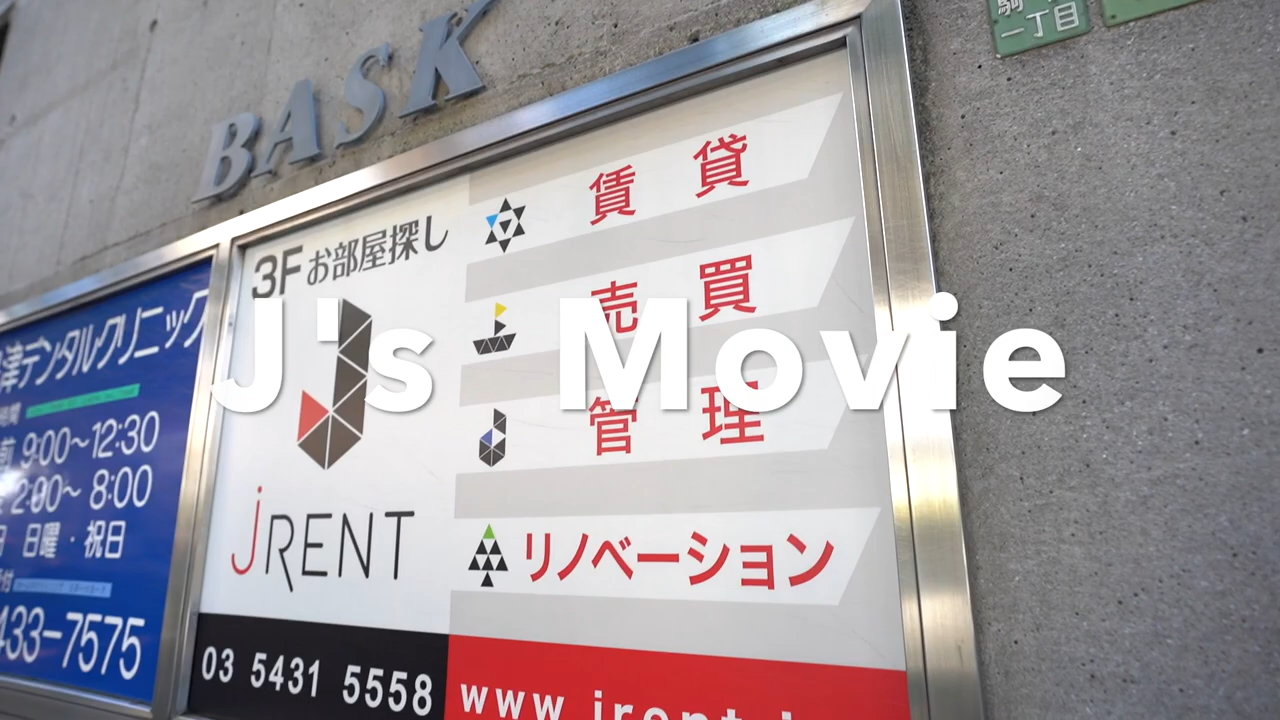 BASK
一丁目
3F お部屋探し
jRENT
03 5431 5558
賃貸
売買
管理
リノベーション
J's Movie
津デンタルクリニック
9:00〜12:30
2:00〜 8:00
日曜・祝日
433-7575